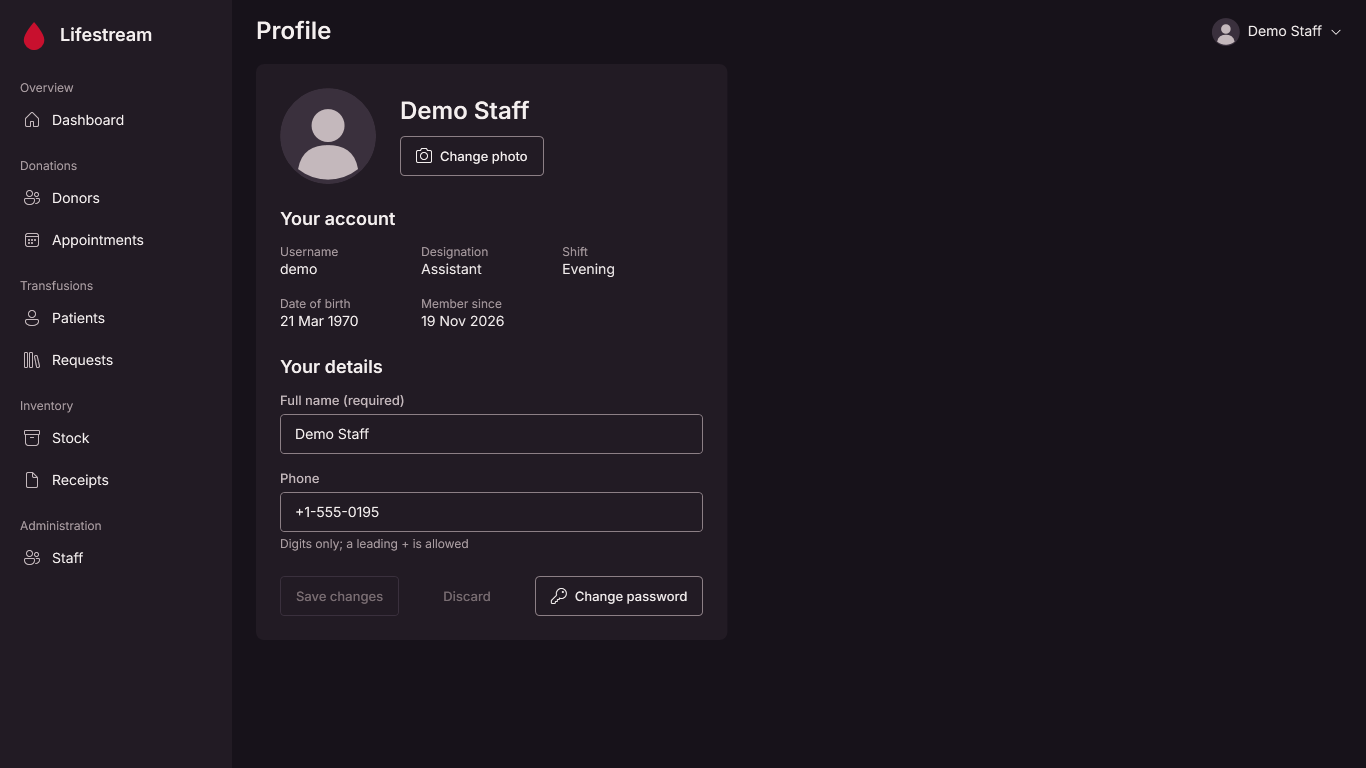 Lifestream
Overview
Dashboard
Donations
Donors
Appointments
Transfusions
Patients
Requests
Inventory
Stock
Receipts
Administration
Staff
Profile
Demo Staff
Demo Staff
Change photo
Your account
Username Designation Shift
demo Assistant Evening
Date of birth Member since
21 Mar 1970 19 Nov 2026
Your details
Full name (required)
Demo Staff
Phone
+1-555-0195
Digits only; a leading + is allowed
Save changes Discard Change password